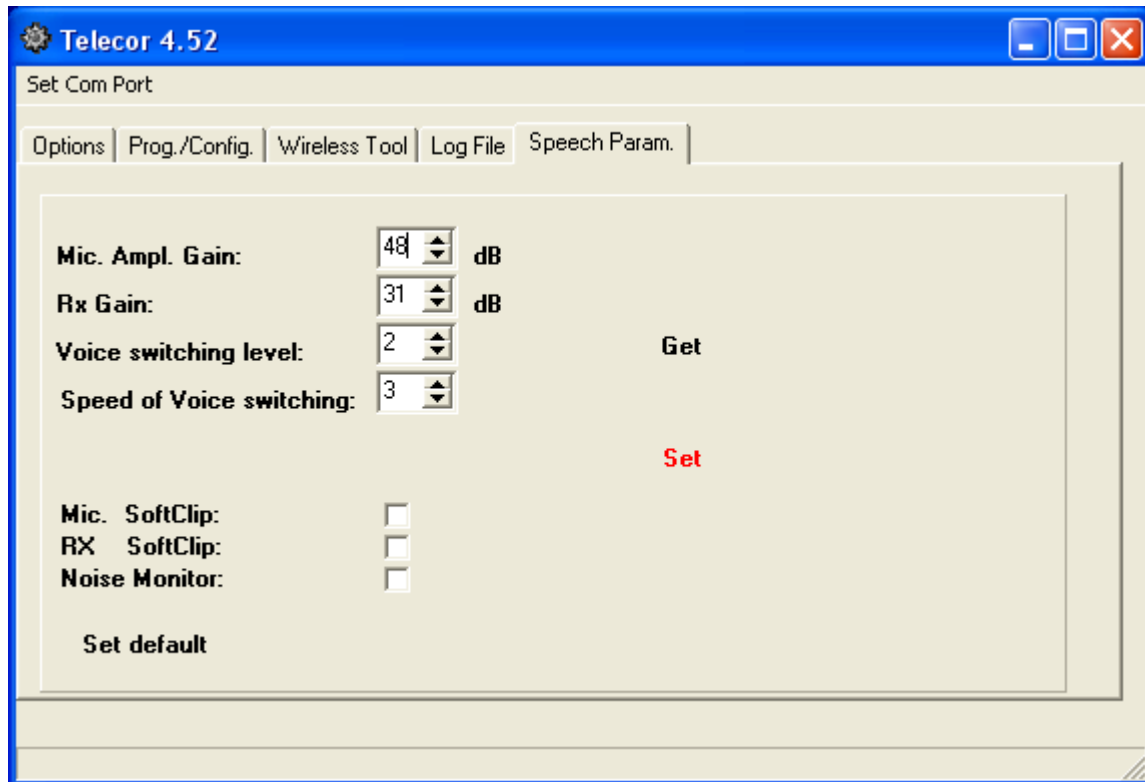 Telecor 4.52
Set Com Port
Options Prog./Config. Wireless Tool Log File Speech Param.
Mic. Ampl. Gain: 48 dB
Rx Gain: 31 dB
Voice switching level: 2 Get
Speed of Voice switching: 3
Set
Mic. SoftClip:
RX SoftClip:
Noise Monitor:
Set default